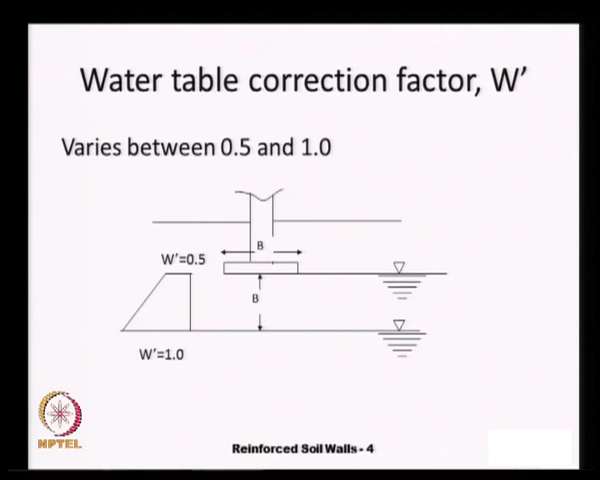 Water table correction factor, W’
Varies between 0.5 and 1.0
B
W’=0.5
B
W’=1.0
NPTEL
Reinforced Soil Walls - 4